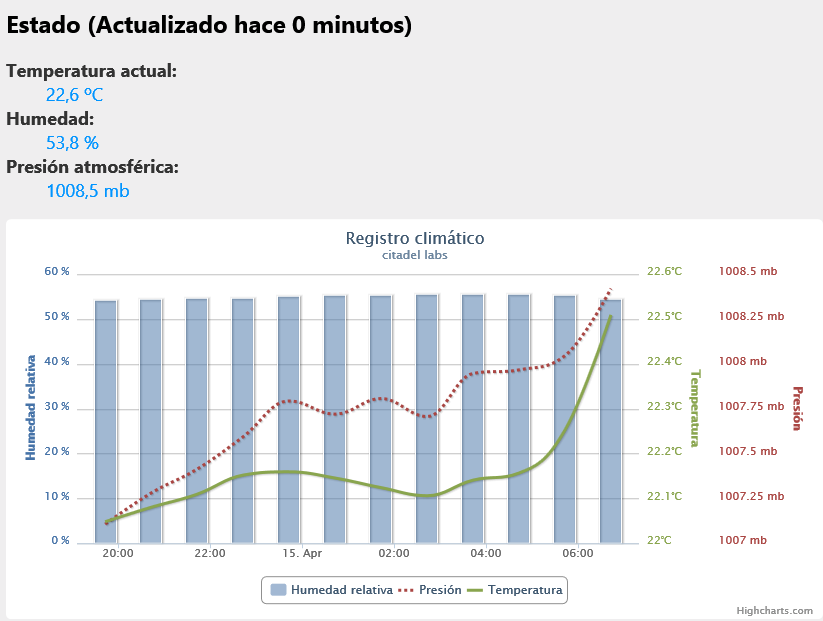 Estado (Actualizado hace 0 minutos)
Temperatura actual:
22,6 ºC
Humedad:
53,8 %
Presión atmosférica:
1008,5 mb
Registro climático
citadel labs
60 %
50 %
40 %
30 %
20 %
10 %
0 %
Humedad relativa
22.6°C
22.5°C
22.4°C
22.3°C
22.2°C
22.1°C
22°C
Temperatura
1008.5 mb
1008.25 mb
1008 mb
1007.75 mb
1007.5 mb
1007.25 mb
1007 mb
Presión
20:00 22:00 15. Apr 02:00 04:00 06:00
Humedad relativa Presión Temperatura
Highcharts.com